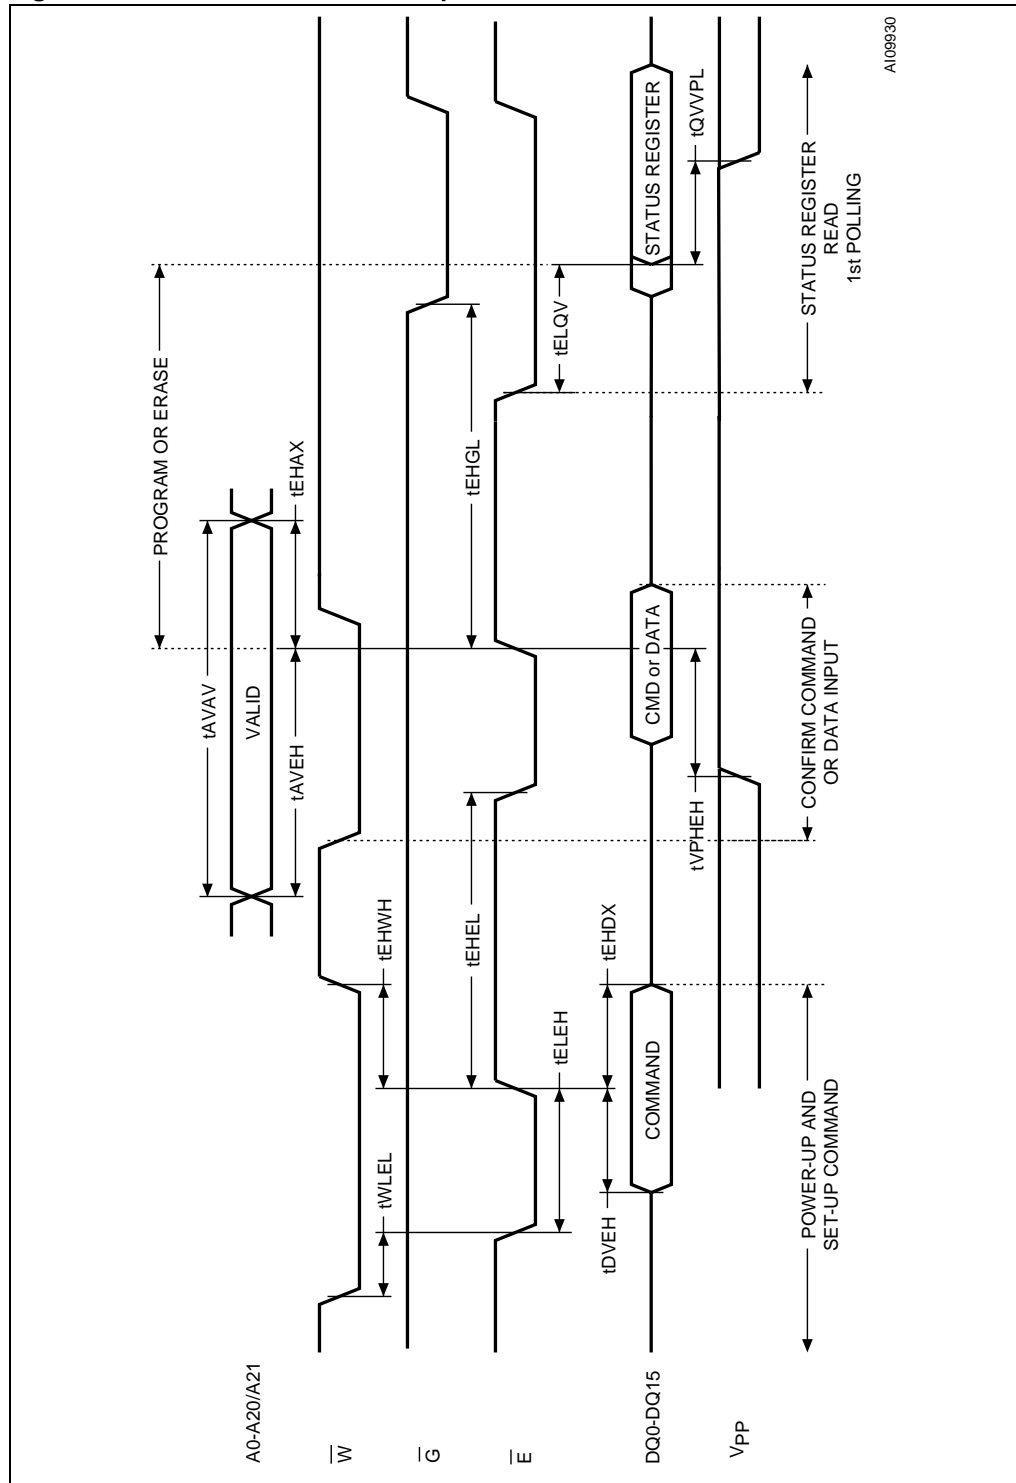 A0-A20/A21
W
G
E
DQ0-DQ15
VPP
tAVAV
VALID
tAVEH
tEHAX
PROGRAM OR ERASE
tWLEL
tEHWH
tEHEL
tEHGL
tELEH
tELQV
tDVEH
tEHDX
COMMAND
CMD or DATA
STATUS REGISTER
tVPHEH
tQVVPL
POWER-UP AND
SET-UP COMMAND
CONFIRM COMMAND
OR DATA INPUT
STATUS REGISTER
READ
1st POLLING
AI09930